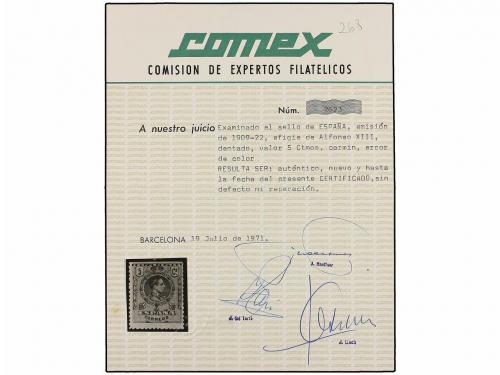 comex
263
COMISION DE EXPERTOS FILATELICOS
Núm. 2623
A nuestro juicio Examinado el sello de ESPAÑA, emisión
de 1909-22, efigie de Alfonso XIII,
dentado, valor 5 Ctmos, carmín, error
de color
RESULTA SER: auténtico, nuevo y hasta
la fecha del presente CERTIFICADO, sin
defecto ni reparación.
BARCELONA 19 Julio de 1971.
ESPAÑA
CORREOS